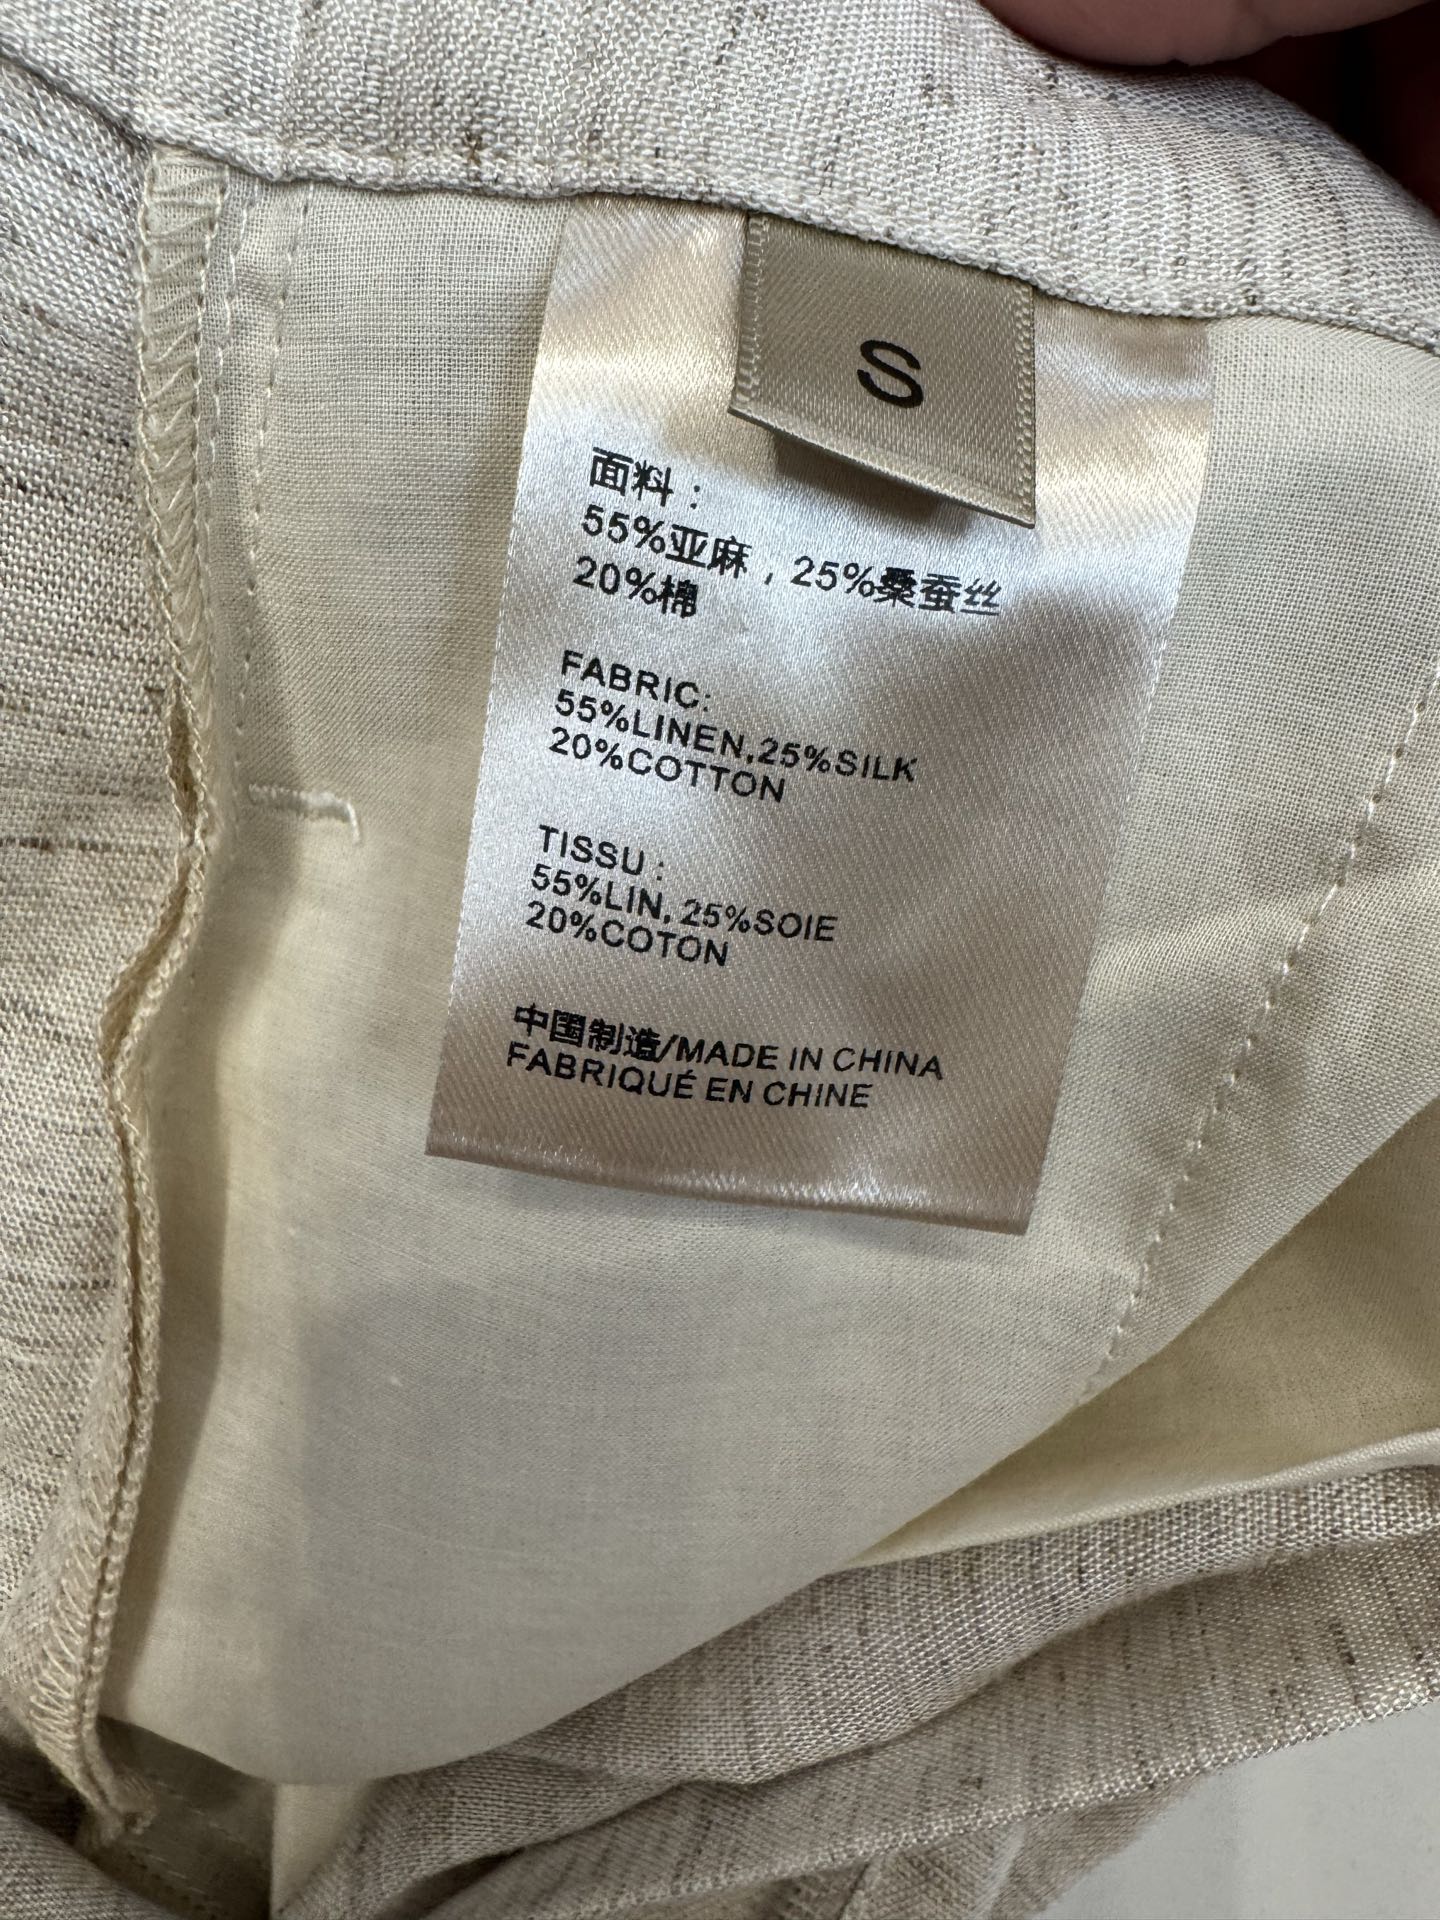 S
面料：
55%亚麻，25%桑蚕丝
20%棉
FABRIC:
55%LINEN,25%SILK
20%COTTON
TISSU :
55%LIN, 25%SOIE
20%COTON
中国制造/MADE IN CHINA
FABRIQUÉ EN CHINE